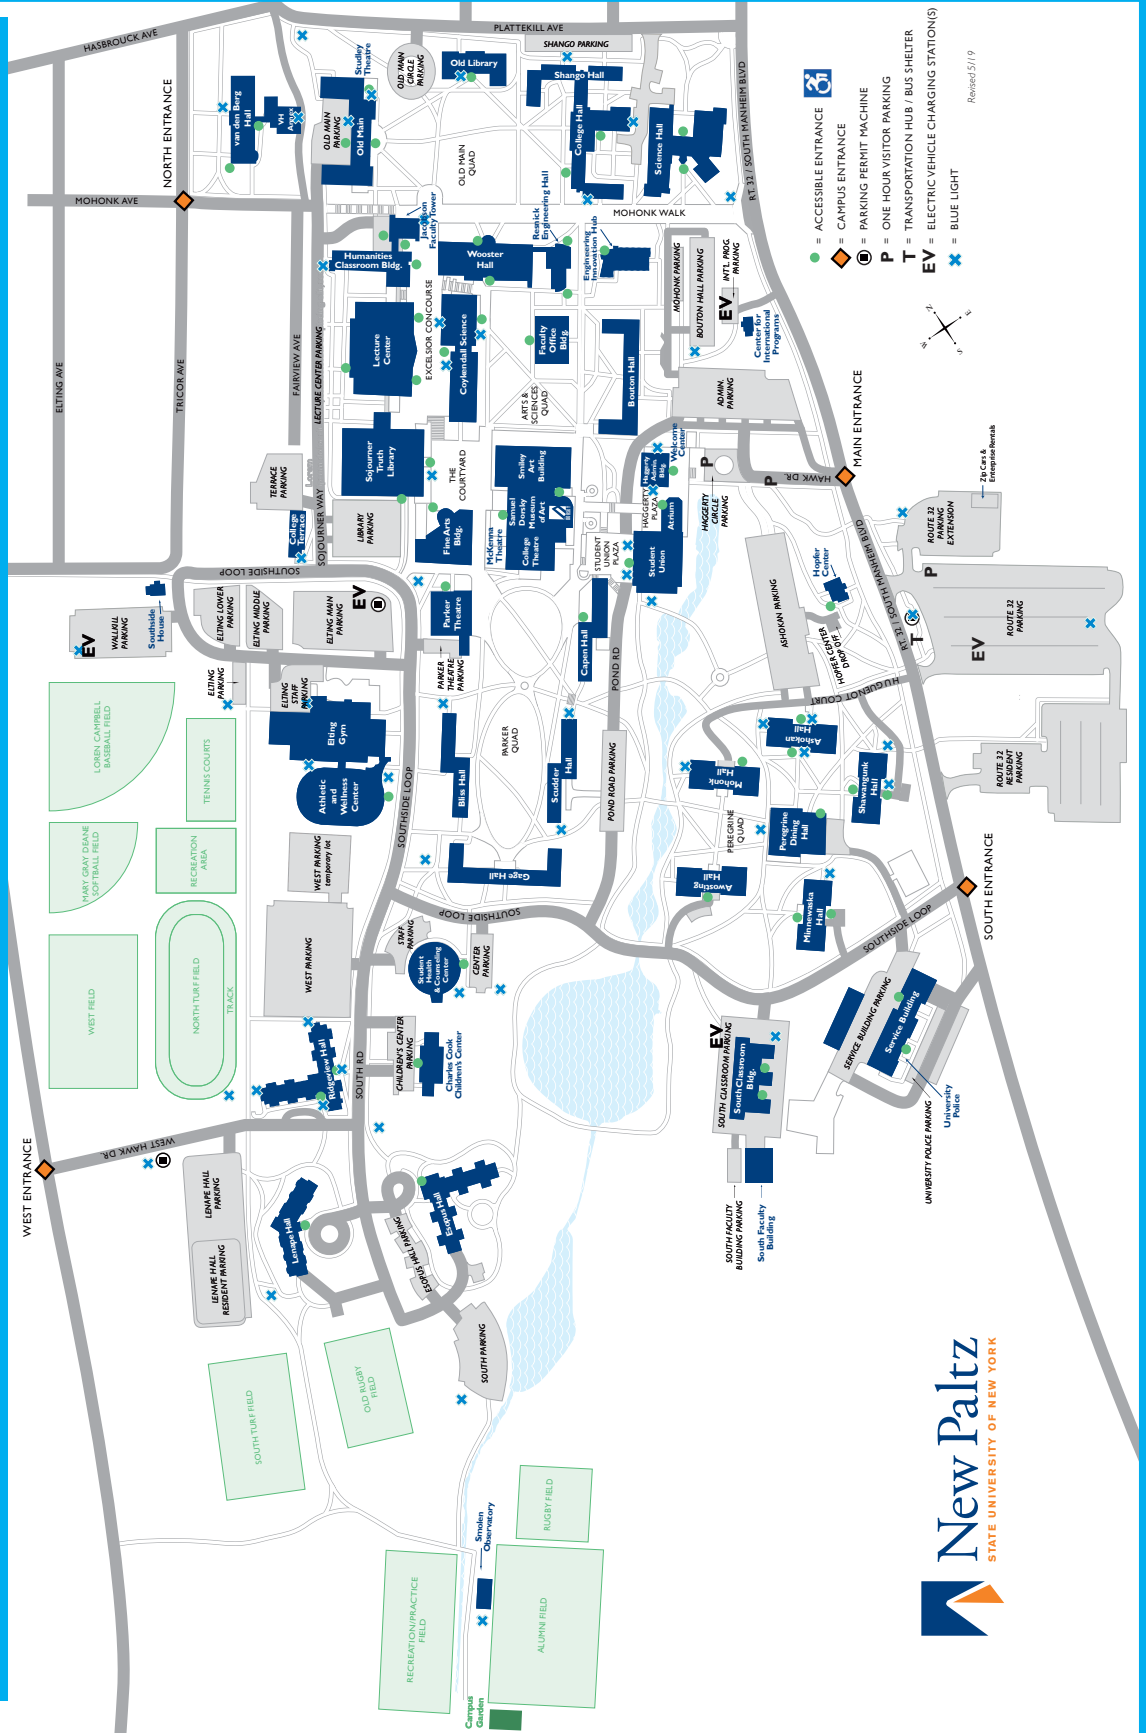 HASBROUCK AVE
PLATTEKILL AVE
NORTH ENTRANCE
MOHONK AVE
ELTING AVE
TRICOR AVE
FAIRVIEW AVE
LECTURE CENTER PARKING
SOJOURNER WAY
van den Berg
Hall
VH
Annex
OLD MAIN
PARKING
Old Main
Studley
Theatre
OLD MAIN
CIRCLE
PARKING
Old Library
SHANGO PARKING
Shango Hall
College Hall
Science Hall
OLD MAIN
QUAD
RT. 32 / SOUTH MANHEIM BLVD
MOHONK WALK
Jacobson
Faculty Tower
Humanities
Classroom Bldg.
Wooster
Hall
Resnick
Engineering Hall
Engineering
Innovation Hub
MOHONK PARKING
BOUTON HALL PARKING
INT'L. PROG.
PARKING
EV
Center for
International
Programs
Lecture
Center
EXCELSIOR CONCOURSE
Coykendall Science
Faculty
Office
Bldg.
Bouton Hall
ARTS &
SCIENCES
QUAD
ADMIN.
PARKING
MAIN ENTRANCE
Sojourner
Truth
Library
THE
COURTYARD
Smiley
Art
Building
Samuel
Dorsky
Museum
of Art
McKenna
Theatre
College
Theatre
Fine Arts
Bldg.
LIBRARY
PARKING
TERRACE
PARKING
College
Terrace
Haggerty
Admin.
Bldg.
Welcome
Center
HAGGERTY
PLAZA
Atrium
HAGGERTY
CIRCLE
PARKING
P
P
HAWK DR.
STUDENT
UNION
PLAZA
Student
Union
SOUTHSIDE LOOP
Southside
House
WALLKILL
PARKING
EV
ELTING LOWER
PARKING
ELTING MIDDLE
PARKING
ELTING MAIN
PARKING
EV
ELTING
PARKING
ELTING
STAFF
PARKING
Parker
Theatre
PARKER
THEATRE
PARKING
Capen Hall
POND RD
ASHOKAN PARKING
Hopfer
Center
HOPFER CENTER
DROP OFF
RT. 32 / SOUTH MANHEIM BLVD
ROUTE 32
PARKING
EXTENSION
Zip Cars &
Enterprise Rentals
P
T
EV
ROUTE 32
PARKING
ROUTE 32
RESIDENT
PARKING
HUGUENOT COURT
LOREN CAMPBELL
BASEBALL FIELD
TENNIS COURTS
MARY GRAY DEANE
SOFTBALL FIELD
RECREATION
AREA
WEST FIELD
NORTH TURF FIELD
TRACK
Elting
Gym
Athletic
and
Wellness
Center
SOUTHSIDE LOOP
Bliss Hall
PARKER
QUAD
Scudder
Hall
POND ROAD PARKING
Gage Hall
Mohonk
Hall
Ashokan
Hall
Shawangunk
Hall
PEREGRINE
QUAD
Peregrine
Dining
Hall
Awosting
Hall
Minnewaska
Hall
SOUTH ENTRANCE
SOUTHSIDE LOOP
SOUTHSIDE LOOP
WEST PARKING
temporary lot
WEST PARKING
STAFF
PARKING
Student
Health
& Counseling
Center
CENTER
PARKING
SOUTH RD
CHILDREN'S CENTER
PARKING
Charles Cook
Children's Center
Ridgeview Hall
WEST HAWK DR.
WEST ENTRANCE
LENAPE HALL
PARKING
LENAPE HALL
RESIDENT PARKING
Lenape Hall
Esopus Hall
ESOPUS HALL PARKING
SOUTH PARKING
EV
SOUTH CLASSROOM PARKING
South Classroom
Bldg.
SOUTH FACULTY
BUILDING PARKING
South Faculty
Building
SERVICE BUILDING PARKING
Service Building
University
Police
UNIVERSITY POLICE PARKING
SOUTH TURF FIELD
OLD RUGBY
FIELD
RUGBY FIELD
Smolen
Observatory
RECREATION/PRACTICE
FIELD
ALUMNI FIELD
Campus
Garden
= ACCESSIBLE ENTRANCE
= CAMPUS ENTRANCE
= PARKING PERMIT MACHINE
P = ONE HOUR VISITOR PARKING
T = TRANSPORTATION HUB / BUS SHELTER
EV = ELECTRIC VEHICLE CHARGING STATION(S)
= BLUE LIGHT
Revised 5/19
N
E
S
W
New Paltz
STATE UNIVERSITY OF NEW YORK